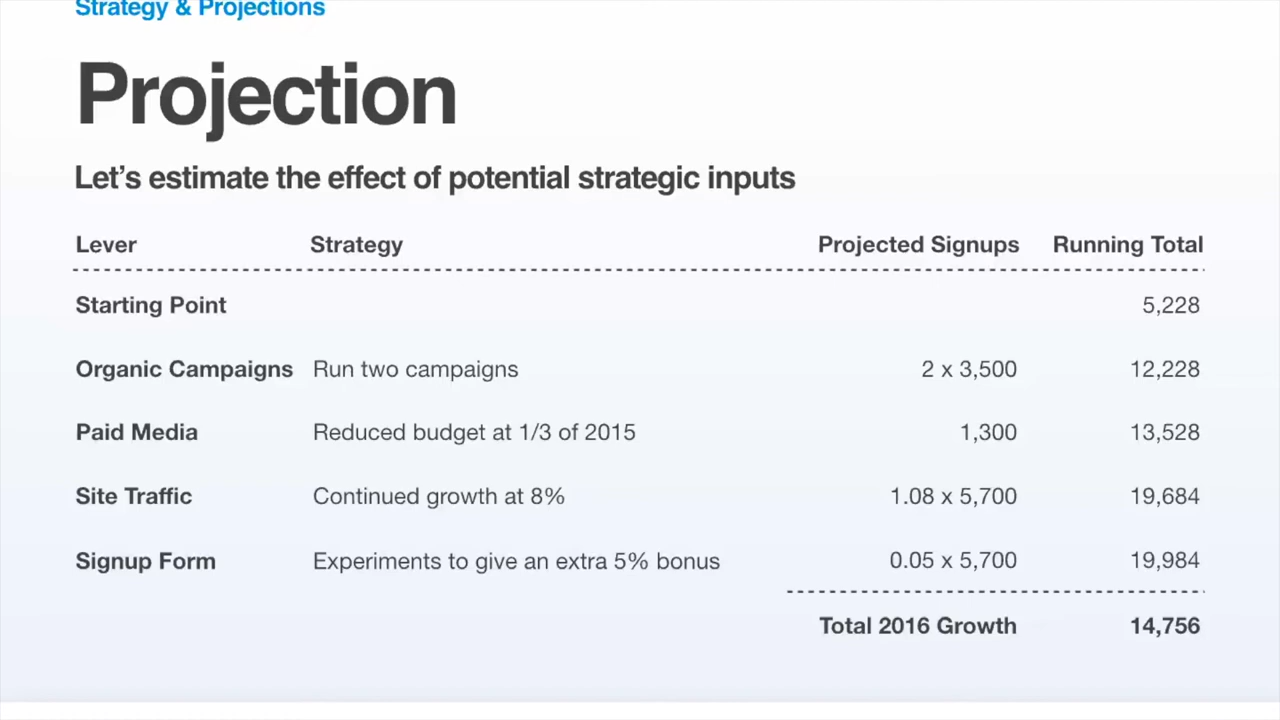 Strategy & Projections
Projection
Let’s estimate the effect of potential strategic inputs
Lever Strategy Projected Signups Running Total
Starting Point 5,228
Organic Campaigns Run two campaigns 2 x 3,500 12,228
Paid Media Reduced budget at 1/3 of 2015 1,300 13,528
Site Traffic Continued growth at 8% 1.08 x 5,700 19,684
Signup Form Experiments to give an extra 5% bonus 0.05 x 5,700 19,984
Total 2016 Growth 14,756